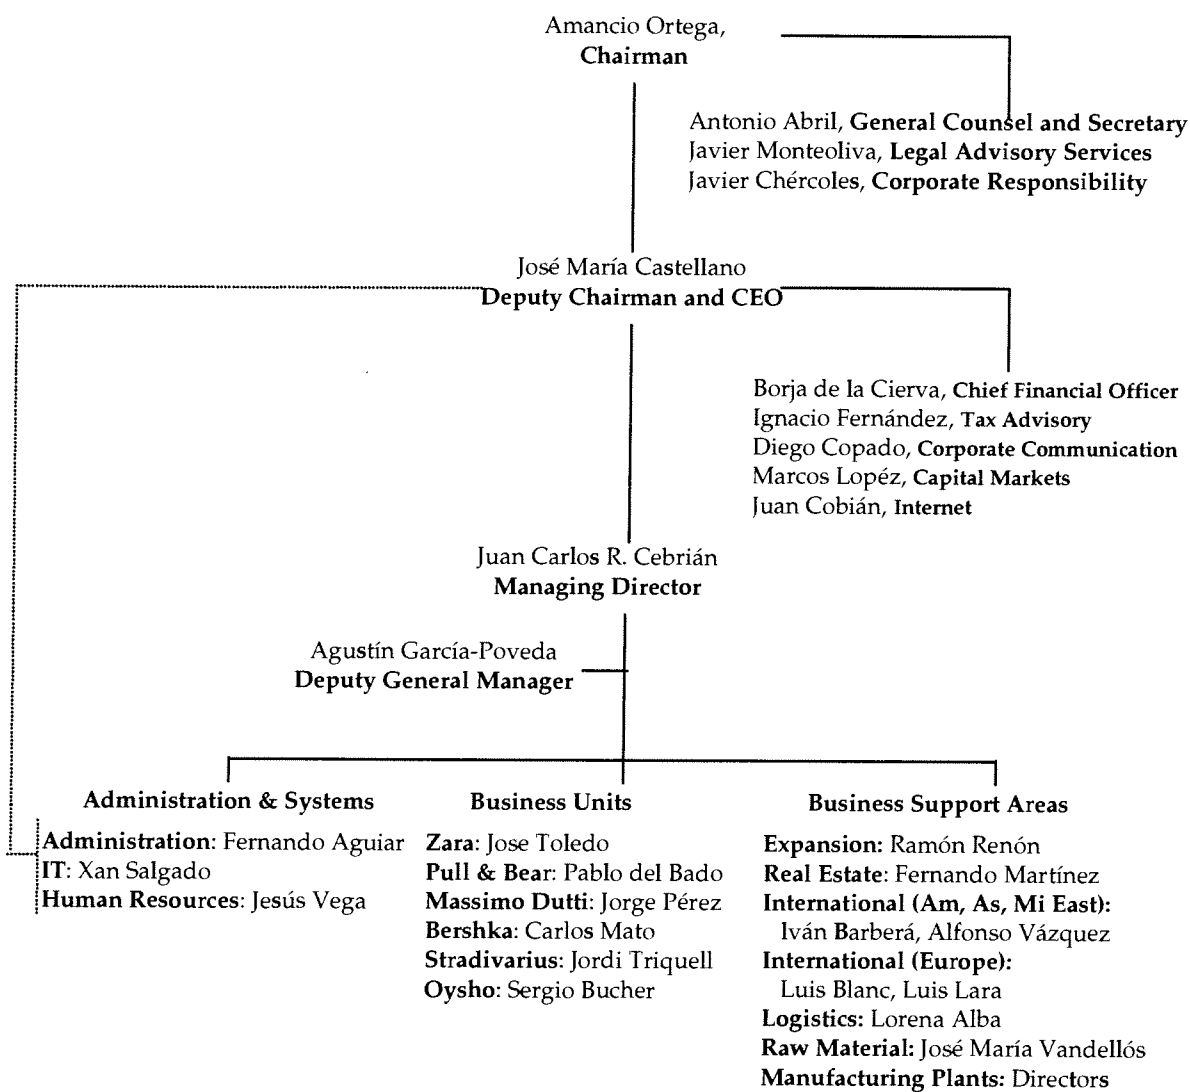 Amancio Ortega,
Chairman
Antonio Abril, General Counsel and Secretary
Javier Monteoliva, Legal Advisory Services
Javier Chércoles, Corporate Responsibility
José María Castellano
Deputy Chairman and CEO
Borja de la Cierva, Chief Financial Officer
Ignacio Fernández, Tax Advisory
Diego Copado, Corporate Communication
Marcos Lopéz, Capital Markets
Juan Cobián, Internet
Juan Carlos R. Cebrián
Managing Director
Agustín García-Poveda
Deputy General Manager
Administration & Systems
Administration: Fernando Aguiar
IT: Xan Salgado
Human Resources: Jesús Vega
Business Units
Zara: Jose Toledo
Pull & Bear: Pablo del Bado
Massimo Dutti: Jorge Pérez
Bershka: Carlos Mato
Stradivarius: Jordi Triquell
Oysho: Sergio Bucher
Business Support Areas
Expansion: Ramón Renón
Real Estate: Fernando Martínez
International (Am, As, Mi East):
Iván Barberá, Alfonso Vázquez
International (Europe):
Luis Blanc, Luis Lara
Logistics: Lorena Alba
Raw Material: José María Vandellós
Manufacturing Plants: Directors